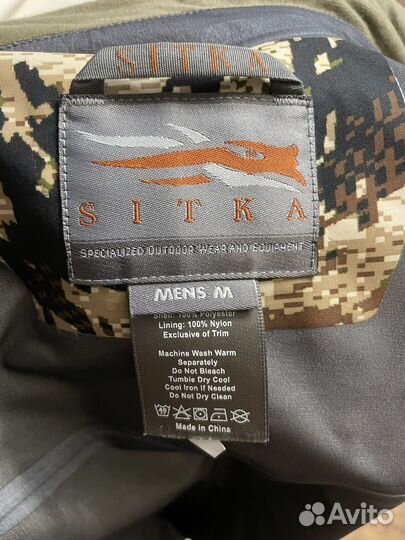 SITKA
SITKA
SPECIALIZED OUTDOOR WEAR AND EQUIPMENT
MENS M
Shell: 100% Polyester
Lining: 100% Nylon
Exclusive of Trim
Machine Wash Warm
Separately
Do Not Bleach
Tumble Dry Cool
Cool Iron if Needed
Do Not Dry Clean
40
Made in China
Avito